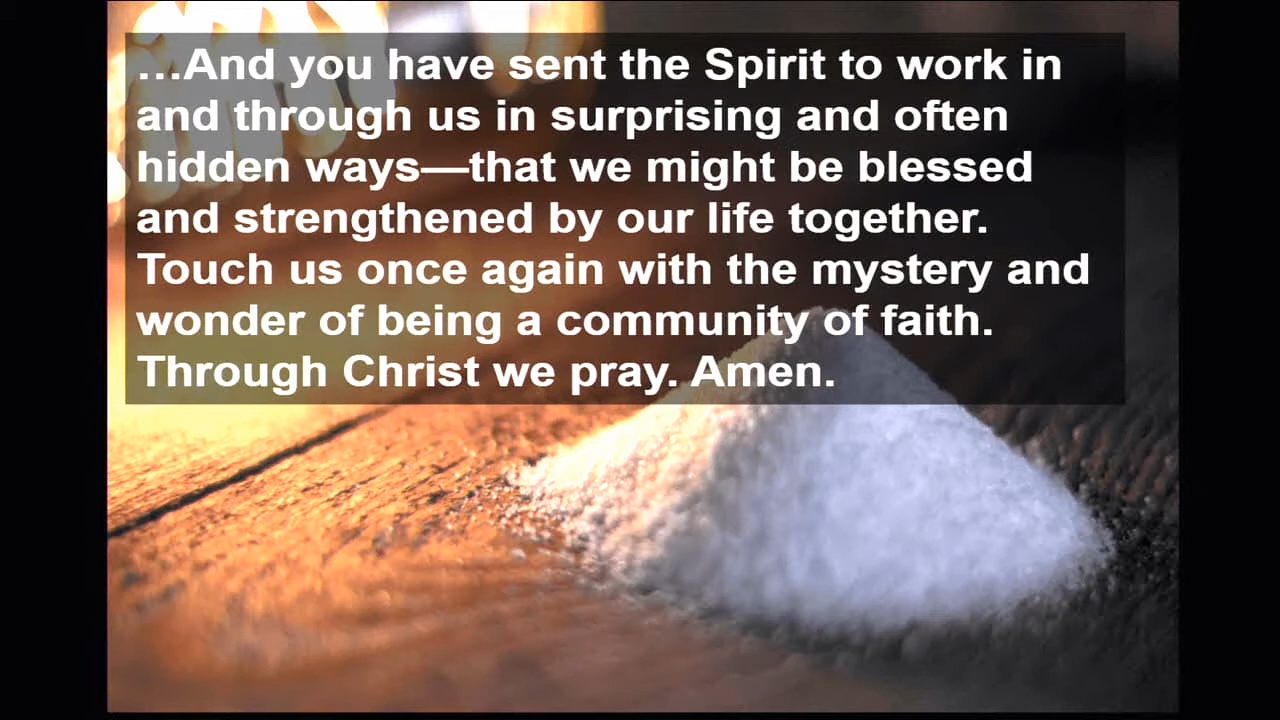 …And you have sent the Spirit to work in
and through us in surprising and often
hidden ways—that we might be blessed
and strengthened by our life together.
Touch us once again with the mystery and
wonder of being a community of faith.
Through Christ we pray. Amen.